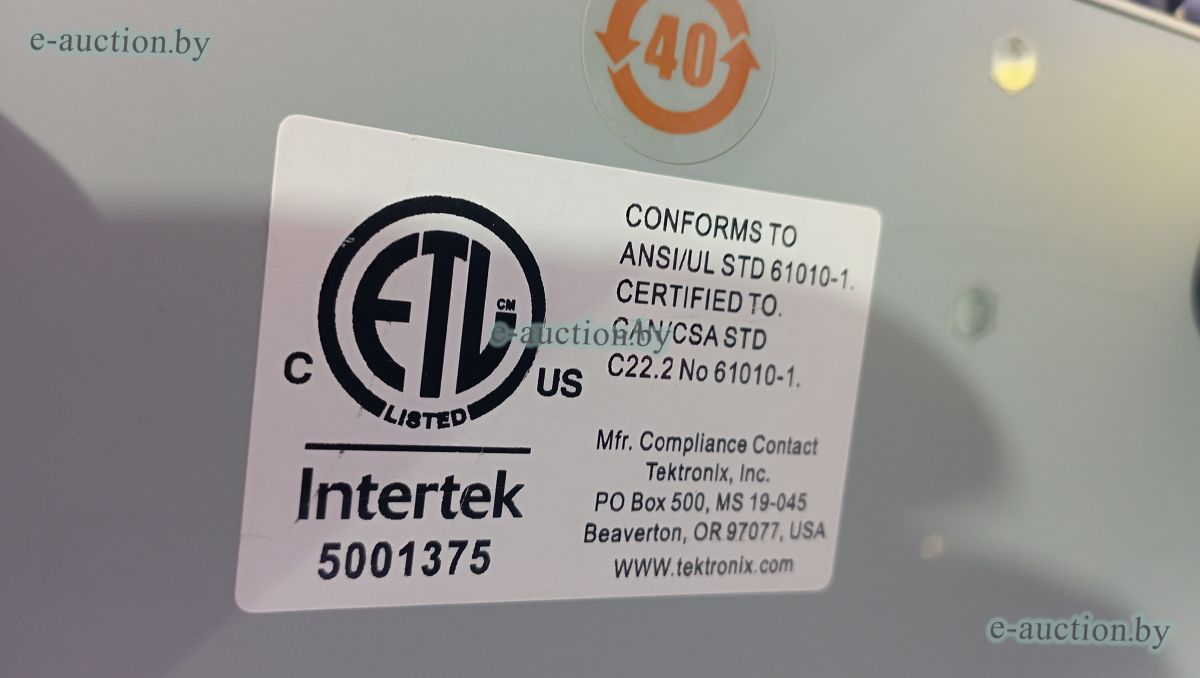 e-auction.by
40
CONFORMS TO
ANSI/UL STD 61010-1.
CERTIFIED TO.
CAN/CSA STD
C22.2 No 61010-1.
e-auction.by
ETL
CM
C
US
LISTED
Intertek
5001375
Mfr. Compliance Contact
Tektronix, Inc.
PO Box 500, MS 19-045
Beaverton, OR 97077, USA
WWW.tektronix.com
e-auction.by